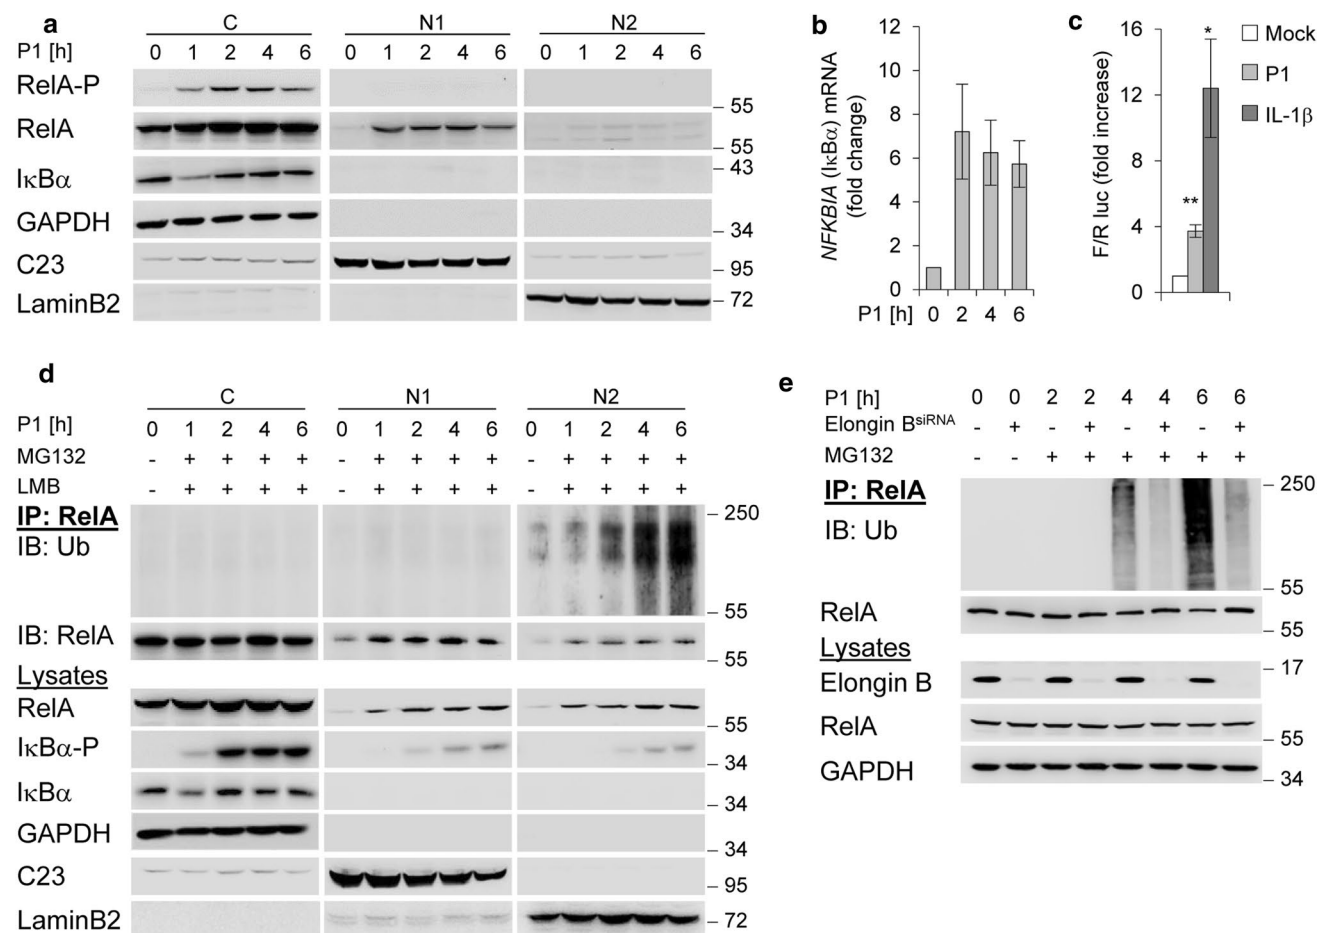 a
C N1 N2
P1 [h] 0 1 2 4 6 0 1 2 4 6 0 1 2 4 6
RelA-P
55
RelA
55
IκBα
43
GAPDH
34
C23
95
LaminB2
72
b
NFKBIA (IκBα) mRNA
(fold change)
12
10
8
6
4
2
0
P1 [h] 0 2 4 6
c
F/R luc (fold increase)
16
12
8
4
0
**
*
Mock
P1
IL-1β
d
C N1 N2
P1 [h] 0 1 2 4 6 0 1 2 4 6 0 1 2 4 6
MG132 - + + + + - + + + + - + + + +
LMB - + + + + - + + + + - + + + +
IP: RelA
250
IB: Ub
55
IB: RelA
55
Lysates
RelA
55
IκBα-P
34
IκBα
34
GAPDH
34
C23
95
LaminB2
72
e
P1 [h] 0 0 2 2 4 4 6 6
Elongin BsiRNA - + - + - + - +
MG132 - - + + + + + +
IP: RelA
250
IB: Ub
55
RelA
55
Lysates
17
Elongin B
RelA
55
GAPDH
34